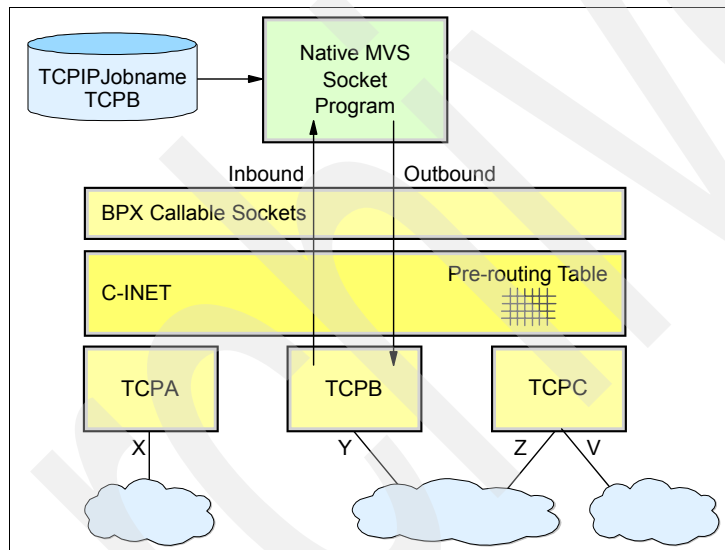 TCPIPJobname
TCPB
Native MVS
Socket
Program
Inbound
Outbound
BPX Callable Sockets
C-INET
Pre-routing Table
TCPA
TCPB
TCPC
X
Y
Z
V